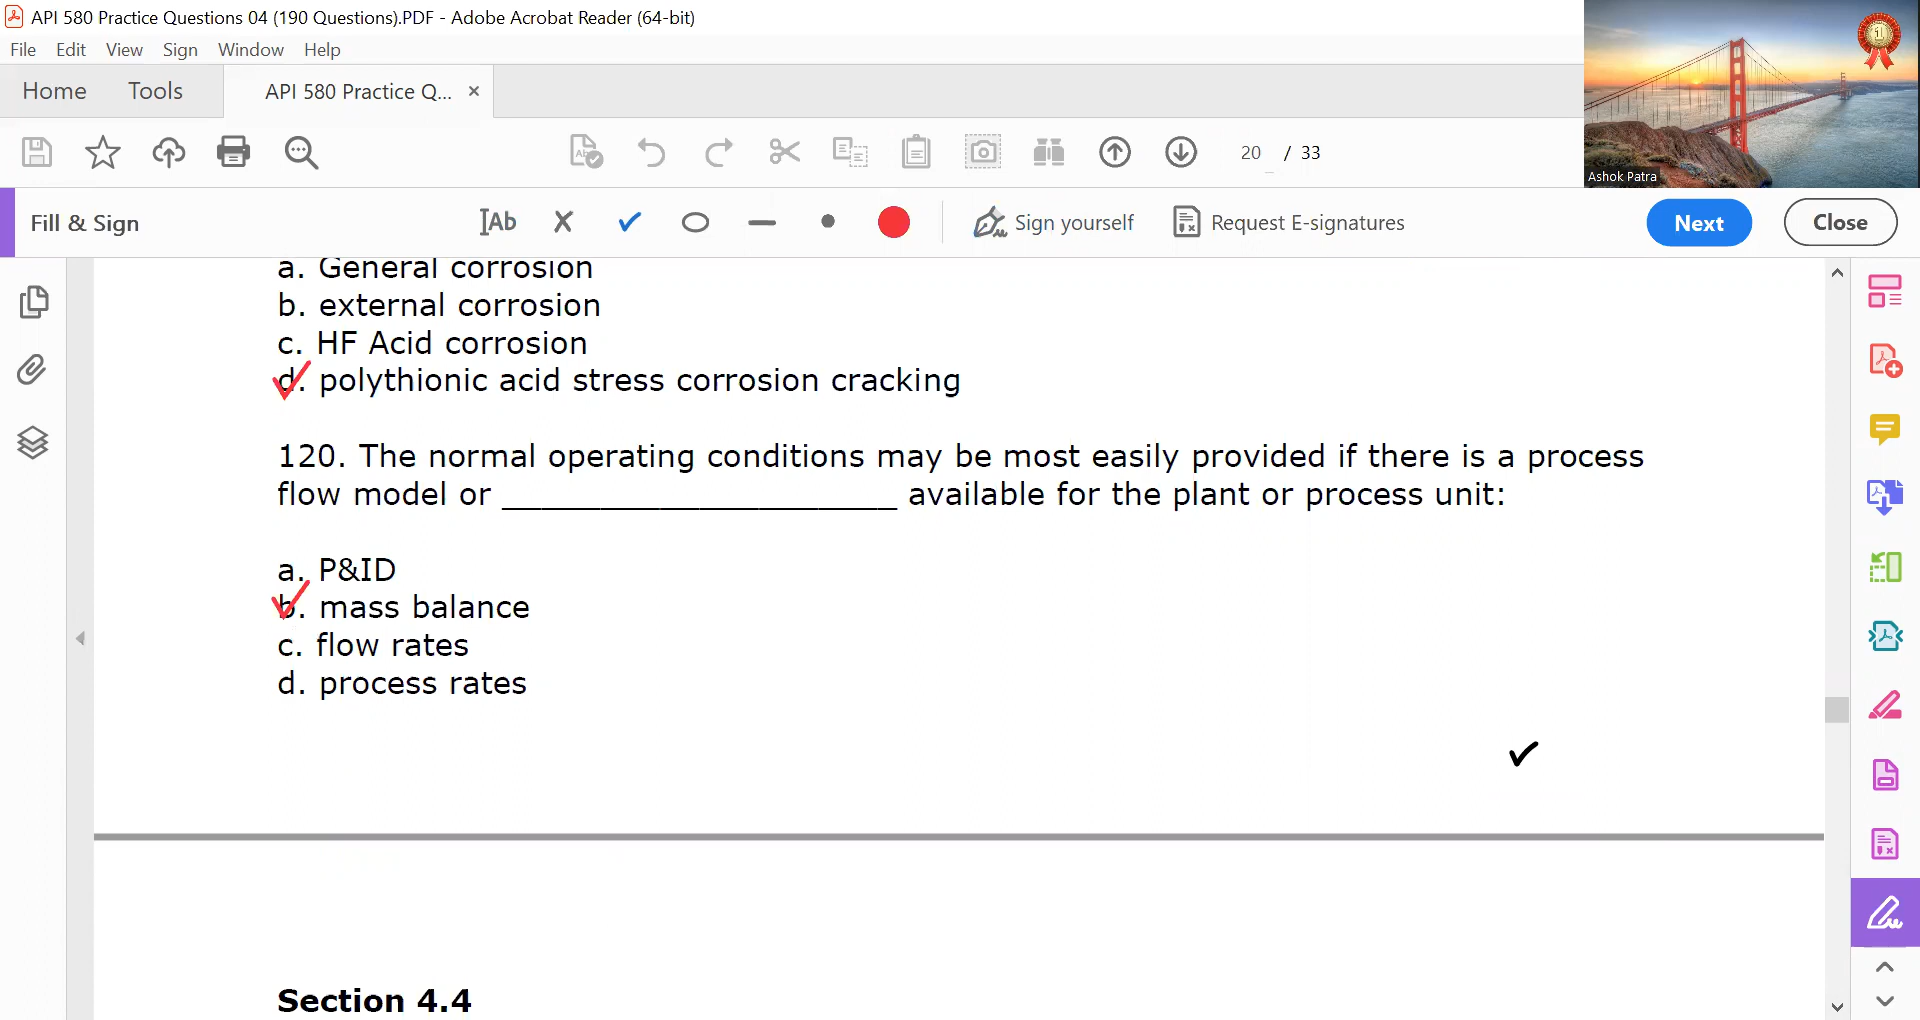 API 580 Practice Questions 04 (190 Questions).PDF - Adobe Acrobat Reader (64-bit)
File Edit View Sign Window Help
Home Tools API 580 Practice Q... ×
20 / 33
Ashok Patra
Fill & Sign
Ab
Sign yourself
Request E-signatures
Next
Close
a. General corrosion
b. external corrosion
c. HF Acid corrosion
d. polythionic acid stress corrosion cracking
120. The normal operating conditions may be most easily provided if there is a process
flow model or ______________________ available for the plant or process unit:
a. P&ID
b. mass balance
c. flow rates
d. process rates
Section 4.4